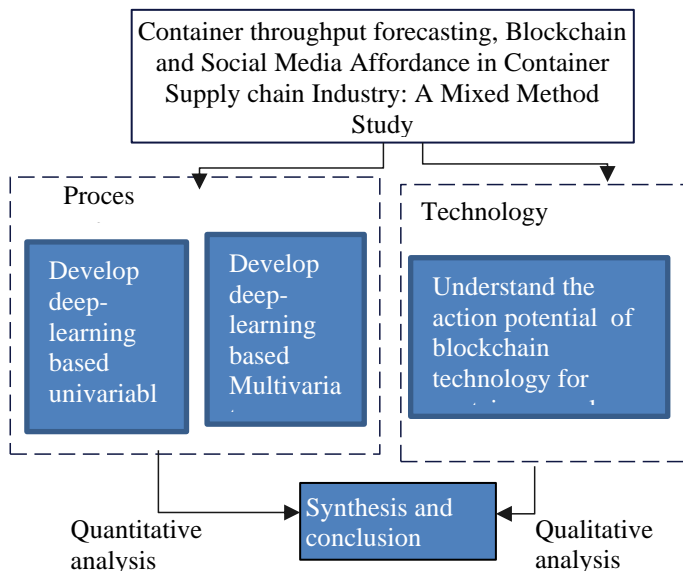 Container throughput forecasting, Blockchain
and Social Media Affordance in Container
Supply chain Industry: A Mixed Method
Study
Proces
Develop
deep-
learning
based
univariabl
Develop
deep-
learning
based
Multivaria
Technology
Understand the
action potential of
blockchain
technology for
Synthesis and
conclusion
Quantitative
analysis
Qualitative
analysis